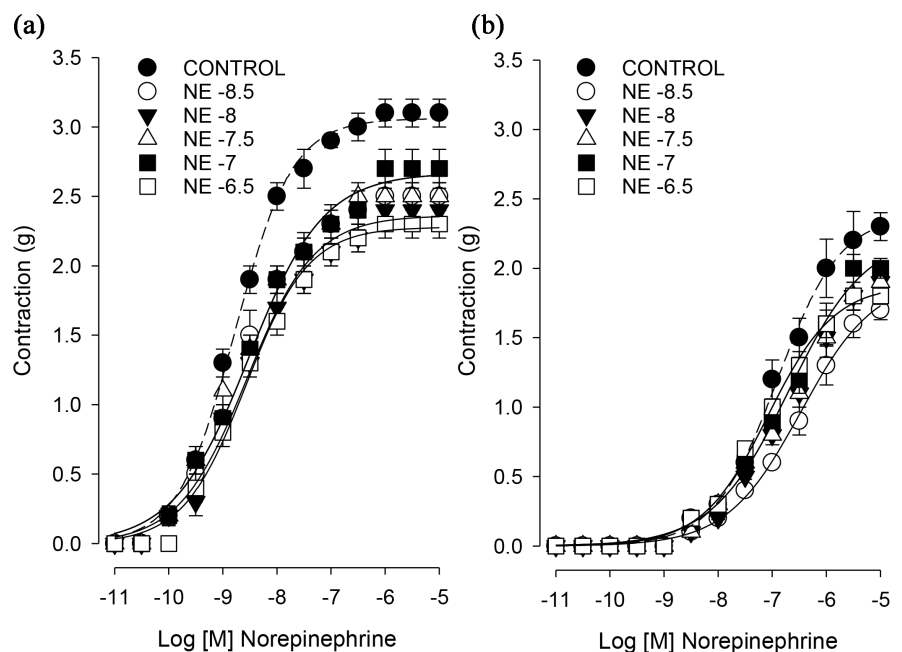 (a)
3.5
3.0
2.5
2.0
1.5
1.0
0.5
0.0
Contraction (g)
CONTROL
NE -8.5
NE -8
NE -7.5
NE -7
NE -6.5
-11 -10 -9 -8 -7 -6 -5
Log [M] Norepinephrine
(b)
3.5
3.0
2.5
2.0
1.5
1.0
0.5
0.0
Contraction (g)
CONTROL
NE -8.5
NE -8
NE -7.5
NE -7
NE -6.5
-11 -10 -9 -8 -7 -6 -5
Log [M] Norepinephrine